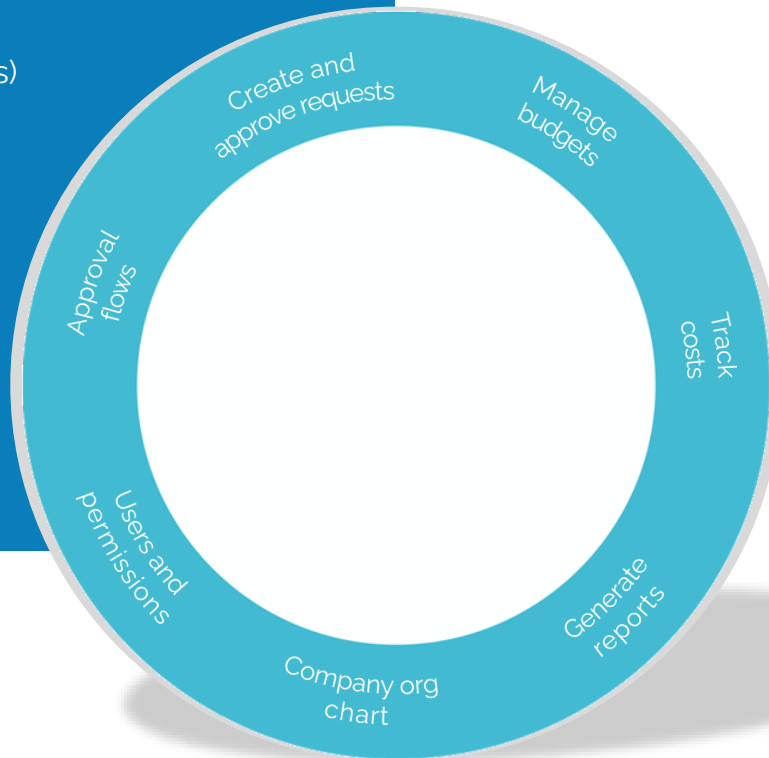 s)
Create and
approve requests
Manage
budgets
Track
costs
Generate
reports
Company org
chart
Users and
permissions
Approval
flows